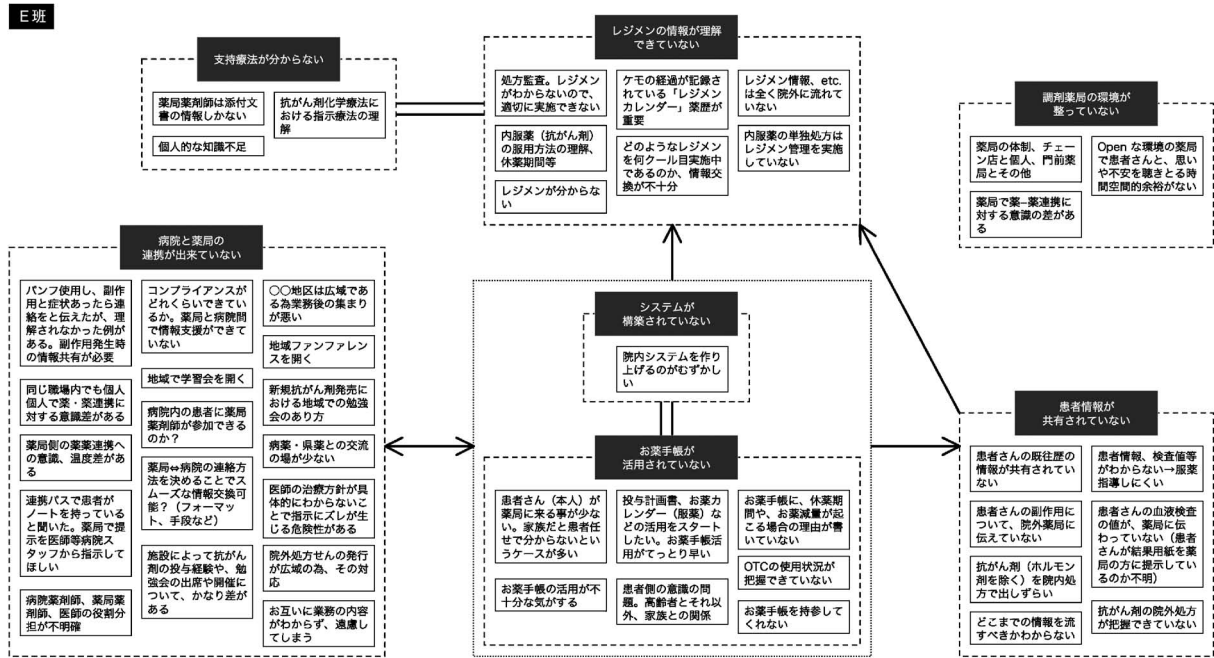 E班
支持療法が分からない
薬局薬剤師は添付文
書の情報しかない
個人的な知識不足
抗がん剤化学療法に
おける指示療法の理
解
レジメンの情報が理解
できていない
処方監査。レジメン
がわからないので、
適切に実施できない
内服薬（抗がん剤）
の服用方法の理解、
休薬期間等
レジメンが分からな
い
ケモの経過が記録さ
れている「レジメン
カレンダー」薬歴が
重要
どのようなレジメン
を何クール目実施中
であるのか、情報交
換が不十分
レジメン情報、etc.
は全く院外に流れて
いない
内服薬の単独処方は
レジメン管理を実施
していない
調剤薬局の環境が
整っていない
薬局の体制、チェー
ン店と個人、門前薬
局とその他
薬局で薬–薬連携に
対する意識の差があ
る
Open な環境の薬局
で患者さんと、思い
や不安を聴きとる時
間空間的余裕がない
病院と薬局の
連携が出来ていない
パンフ使用し、副作
用と症状あったら連
絡をと伝えたが、理
解されなかった例が
ある。副作用発生時
の情報共有が必要
同じ職場内でも個人
個人で薬・薬連携に
対する意識差がある
薬局側の薬薬連携へ
の意識、温度差があ
る
連携パスで患者が
ノートを持っている
と聞いた。薬局で提
示を医師等病院ス
タッフから指示して
ほしい
病院薬剤師、薬局薬
剤師、医師の役割分
担が不明確
コンプライアンスが
どれくらいできてい
るか。薬局と病院間
で情報支援ができて
いない
地域で学習会を開く
病院内の患者に薬局
薬剤師が参加できる
のか？
薬局⇔病院の連絡方
法を決めることでス
ムーズな情報交換可
能？（フォーマッ
ト、手段など）
施設によって抗がん
剤の投与経験や、勉
強会の出席や開催に
ついて、かなり差が
ある
〇〇地区は広域であ
る為業務後の集まり
が悪い
地域ファンファレン
スを開く
新規抗がん剤発売に
おける地域での勉強
会のあり方
病薬・県薬との交流
の場が少ない
医師の治療方針が具
体的にわからないこ
とで指示にズレが生
じる危険性がある
院外処方せんの発行
が広域の為、その対
応
お互いに業務の内容
がわからず、遠慮し
てしまう
システムが
構築されていない
院内システムを作り
上げるのがむずかし
い
お薬手帳が
活用されていない
患者さん（本人）が
薬局に来る事が少
ない。家族だと患者任
せで分からないとい
うケースが多い
お薬手帳の活用が不
十分な気がする
投与計画書、お薬カ
レンダー（服薬）な
どの活用をスタート
したい。お薬手帳活
用がてっとり早い
患者側の意識の問
題。高齢者とそれ以
外、家族との関係
お薬手帳に、休薬期
間や、お薬減量が起
こる場合の理由が書
いていない
OTCの使用状況が
把握できていない
お薬手帳を持参して
くれない
患者情報が
共有されていない
患者さんの既往歴の
情報が共有されてい
ない
患者さんの副作用に
ついて、院外薬局に
伝えていない
抗がん剤（ホルモン
剤を除く）を院内処
方で出しずらい
どこまでの情報を流
すべきかわからない
患者情報、検査値等
がわからない→服薬
指導しにくい
患者さんの血液検査
の値が、薬局に伝
わっていない（患者
さんが結果用紙を薬
局の方に提示してい
るのか不明）
抗がん剤の院外処方
が把握できていない